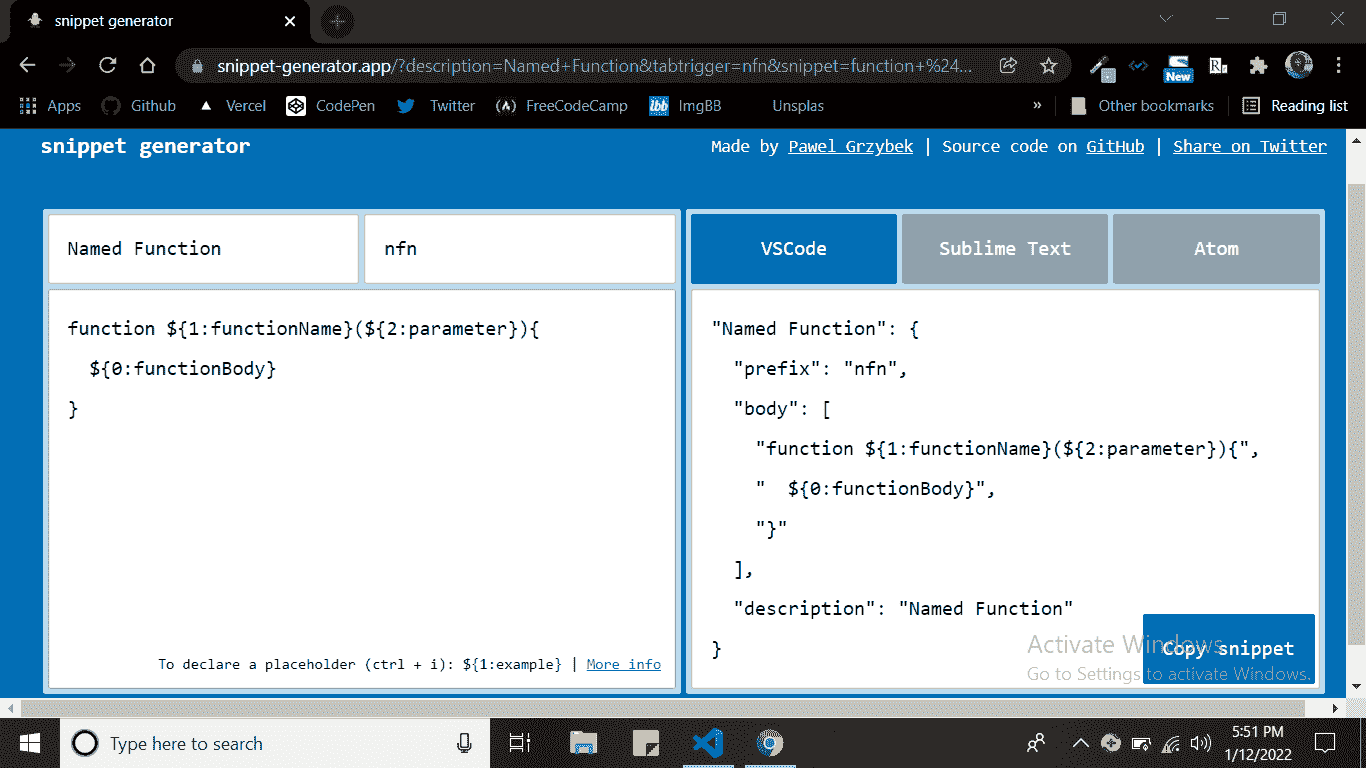 snippet generator
snippet-generator.app/?description=Named+Function&tabtrigger=nfn&snippet=function+%24...
New
Apps
Github
Vercel
CodePen
Twitter
FreeCodeCamp
ibb
ImgBB
Unsplas
»
Other bookmarks
Reading list
snippet generator
Made by Pawel Grzybek | Source code on GitHub | Share on Twitter
Named Function
nfn
function ${1:functionName}(${2:parameter}){
  ${0:functionBody}
}
To declare a placeholder (ctrl + i): ${1:example} | More info
VSCode
Sublime Text
Atom
"Named Function": {
  "prefix": "nfn",
  "body": [
    "function ${1:functionName}(${2:parameter}){",
    "  ${0:functionBody}",
    "}"
  ],
  "description": "Named Function"
}
Copy snippet
Activate Windows
Go to Settings to activate Windows.
Type here to search
5:51 PM
1/12/2022